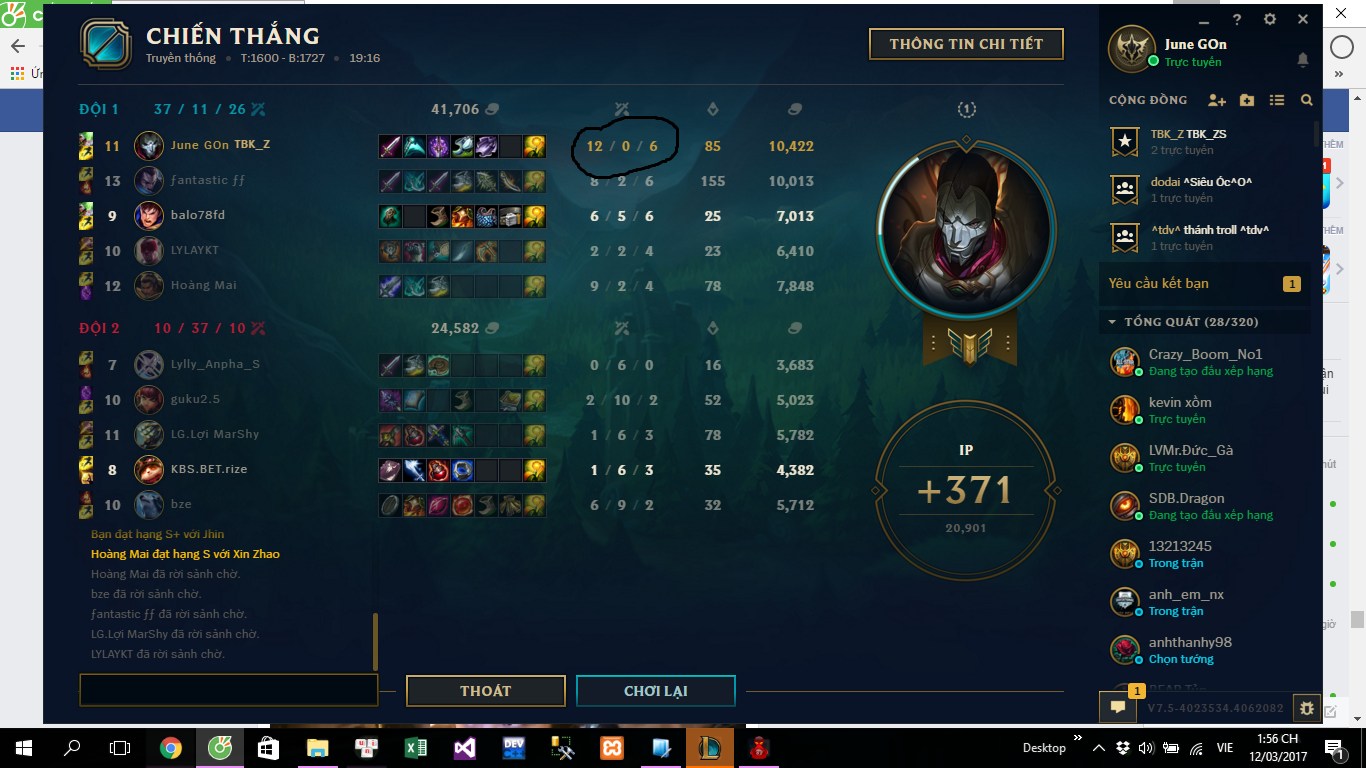 CHIẾN THẮNG
Truyền thống • T:1600 - B:1727 • 19:16
THÔNG TIN CHI TIẾT
ĐỘI 1 37 / 11 / 26 41,706
11 June GOn TBK_Z 12 / 0 / 6 85 10,422
13 ƒantastic ƒƒ 8 / 2 / 6 155 10,013
9 balo78fd 6 / 5 / 6 25 7,013
10 LYLAYKT 2 / 2 / 4 23 6,410
12 Hoàng Mai 9 / 2 / 4 78 7,848
ĐỘI 2 10 / 37 / 10 24,582
7 Lylly_Anpha_S 0 / 6 / 0 16 3,683
10 guku2.5 2 / 10 / 2 52 5,023
11 LG.Lợi MarShy 1 / 6 / 3 78 5,782
8 KBS.BET.rize 1 / 6 / 3 35 4,382
10 bze 6 / 9 / 2 32 5,712
Bạn đạt hạng S+ với Jhin
Hoàng Mai đạt hạng S với Xin Zhao
Hoàng Mai đã rời sảnh chờ.
bze đã rời sảnh chờ.
ƒantastic ƒƒ đã rời sảnh chờ.
LG.Lợi MarShy đã rời sảnh chờ.
LYLAYKT đã rời sảnh chờ.
THOÁT
CHƠI LẠI
1
IP
+371
20,901
?
June GOn
Trực tuyến
CỘNG ĐỒNG
TBK_Z TBK_ZS
2 trực tuyến
dodai ^Siêu Óc^O^
1 trực tuyến
^tdv^ thánh troll ^tdv^
1 trực tuyến
Yêu cầu kết bạn 1
TỔNG QUÁT (28/320)
Crazy_Boom_No1
Đang tạo đấu xếp hạng
kevin xồm
Trực tuyến
LVMr.Đức_Gà
Trực tuyến
SDB.Dragon
Đang tạo đấu xếp hạng
13213245
Trong trận
anh_em_nx
Trong trận
anhthanhy98
Chọn tướng
1
V7.5-4023534.4062082
DEV
Desktop
VIE
1:56 CH
12/03/2017
1